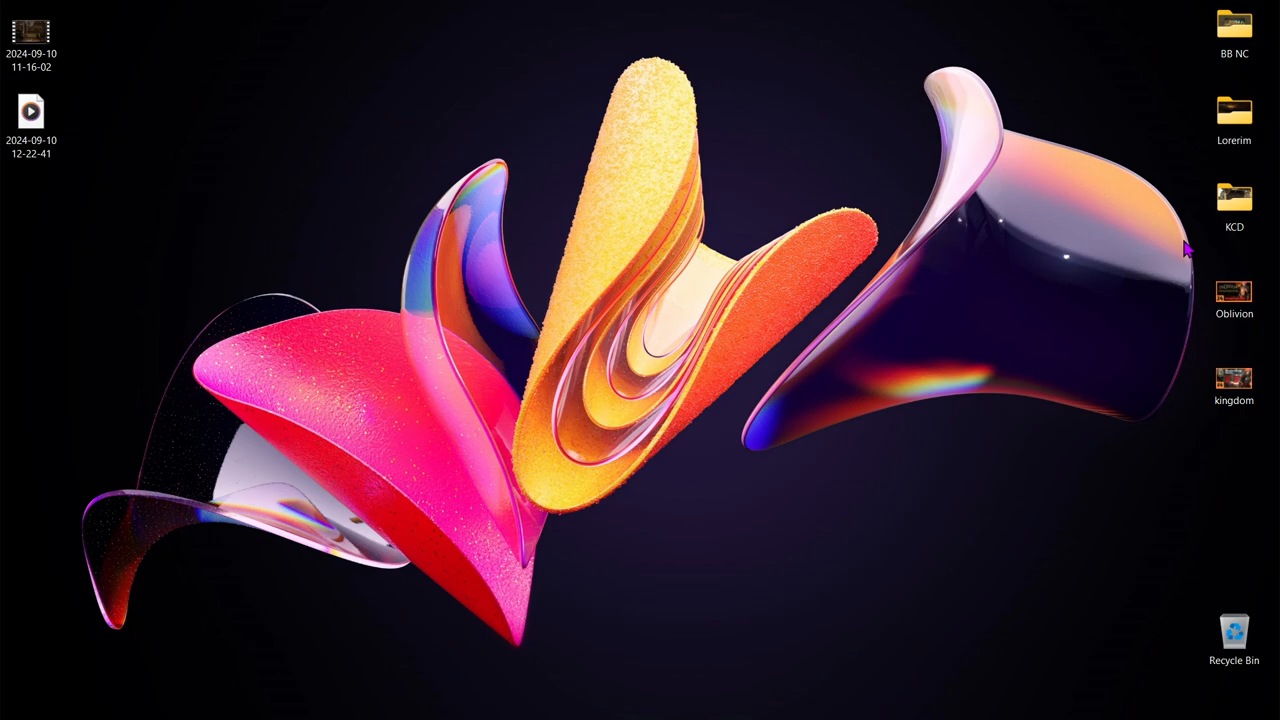 2024-09-10
11-16-02
2024-09-10
12-22-41
BB NC
Lorerim
KCD
Oblivion
kingdom
Recycle Bin